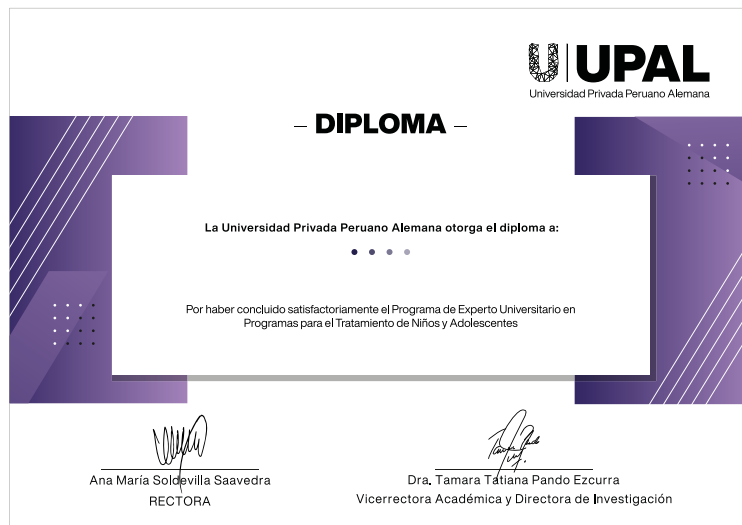 UPAL
Universidad Privada Peruano Alemana
– DIPLOMA –
La Universidad Privada Peruano Alemana otorga el diploma a:
Por haber concluido satisfactoriamente el Programa de Experto Universitario en
Programas para el Tratamiento de Niños y Adolescentes
Ana María Soldevilla Saavedra
RECTORA
Dra. Tamara Tatiana Pando Ezcurra
Vicerrectora Académica y Directora de Investigación